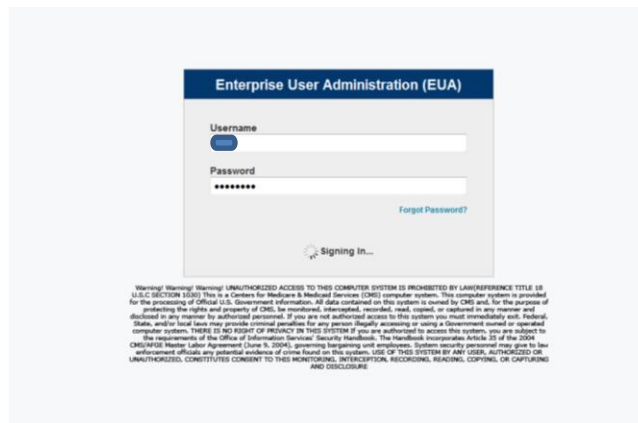 Enterprise User Administration (EUA)
Username
Password
••••••••
Forgot Password?
Signing In...
Warning! Warning! Warning! UNAUTHORIZED ACCESS TO THIS COMPUTER SYSTEM IS PROHIBITED BY LAW(REFERENCE TITLE 18
U.S.C SECTION 1030) This is a Centers for Medicare & Medicaid Services (CMS) computer system. This computer system is provided
for the processing of Official U.S. Government information. All data contained on this system is owned by CMS and, for the purpose of
protecting the rights and property of CMS, be monitored, intercepted, recorded, read, copied, or captured in any manner and
disclosed in any manner by authorized personnel. If you are not authorized access to this system you must immediately exit. Federal,
State, and/or local laws may provide criminal penalties for any person illegally accessing or using a Government owned or operated
computer system. THERE IS NO RIGHT OF PRIVACY IN THIS SYSTEM If you are authorized to access this system, you are subject to
the requirements of the Office of Information Services' Security Handbook. The Handbook incorporates Article 35 of the 2004
CMS/AFGE Master Labor Agreement (June 9, 2004), governing bargaining unit employees. System security personnel may give to law
enforcement officials any potential evidence of crime found on this system. USE OF THIS SYSTEM BY ANY USER, AUTHORIZED OR
UNAUTHORIZED, CONSTITUTES CONSENT TO THIS MONITORING, INTERCEPTION, RECORDING, READING, COPYING, OR CAPTURING
AND DISCLOSURE